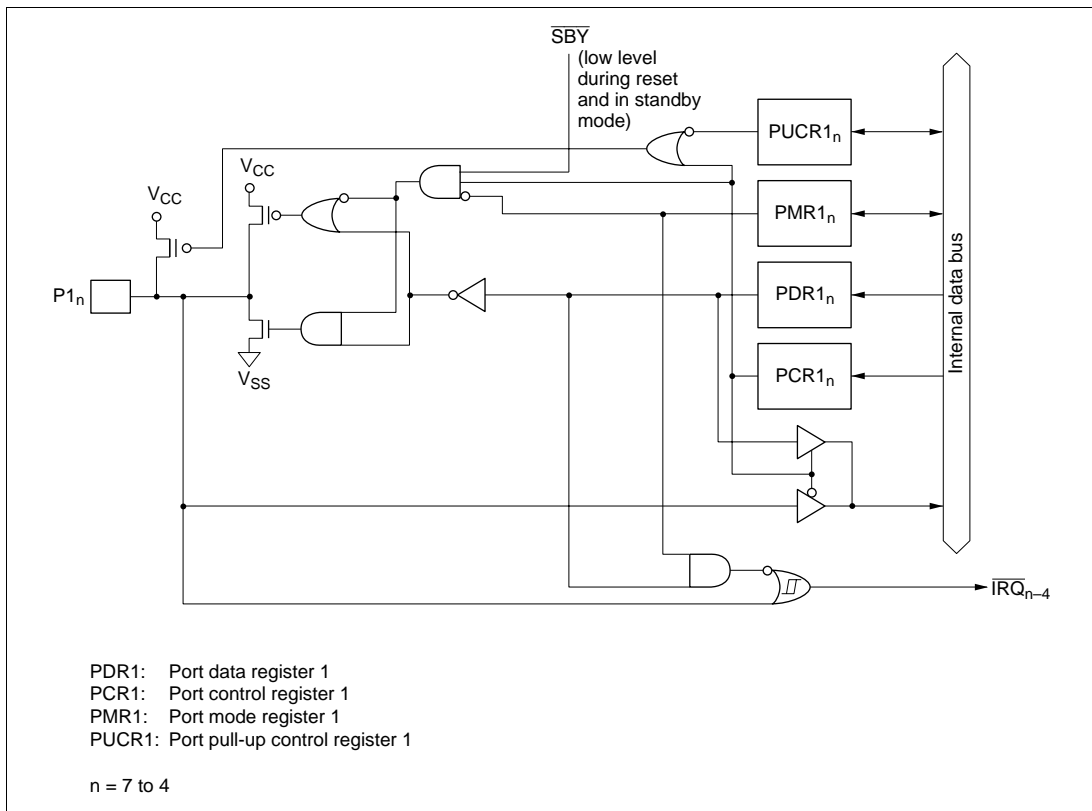 SBY
(low level
during reset
and in standby
mode)
PUCR1n
VCC
VCC
PMR1n
P1n
PDR1n
Internal data bus
VSS
PCR1n
IRQn–4
PDR1: Port data register 1
PCR1: Port control register 1
PMR1: Port mode register 1
PUCR1: Port pull-up control register 1
n = 7 to 4